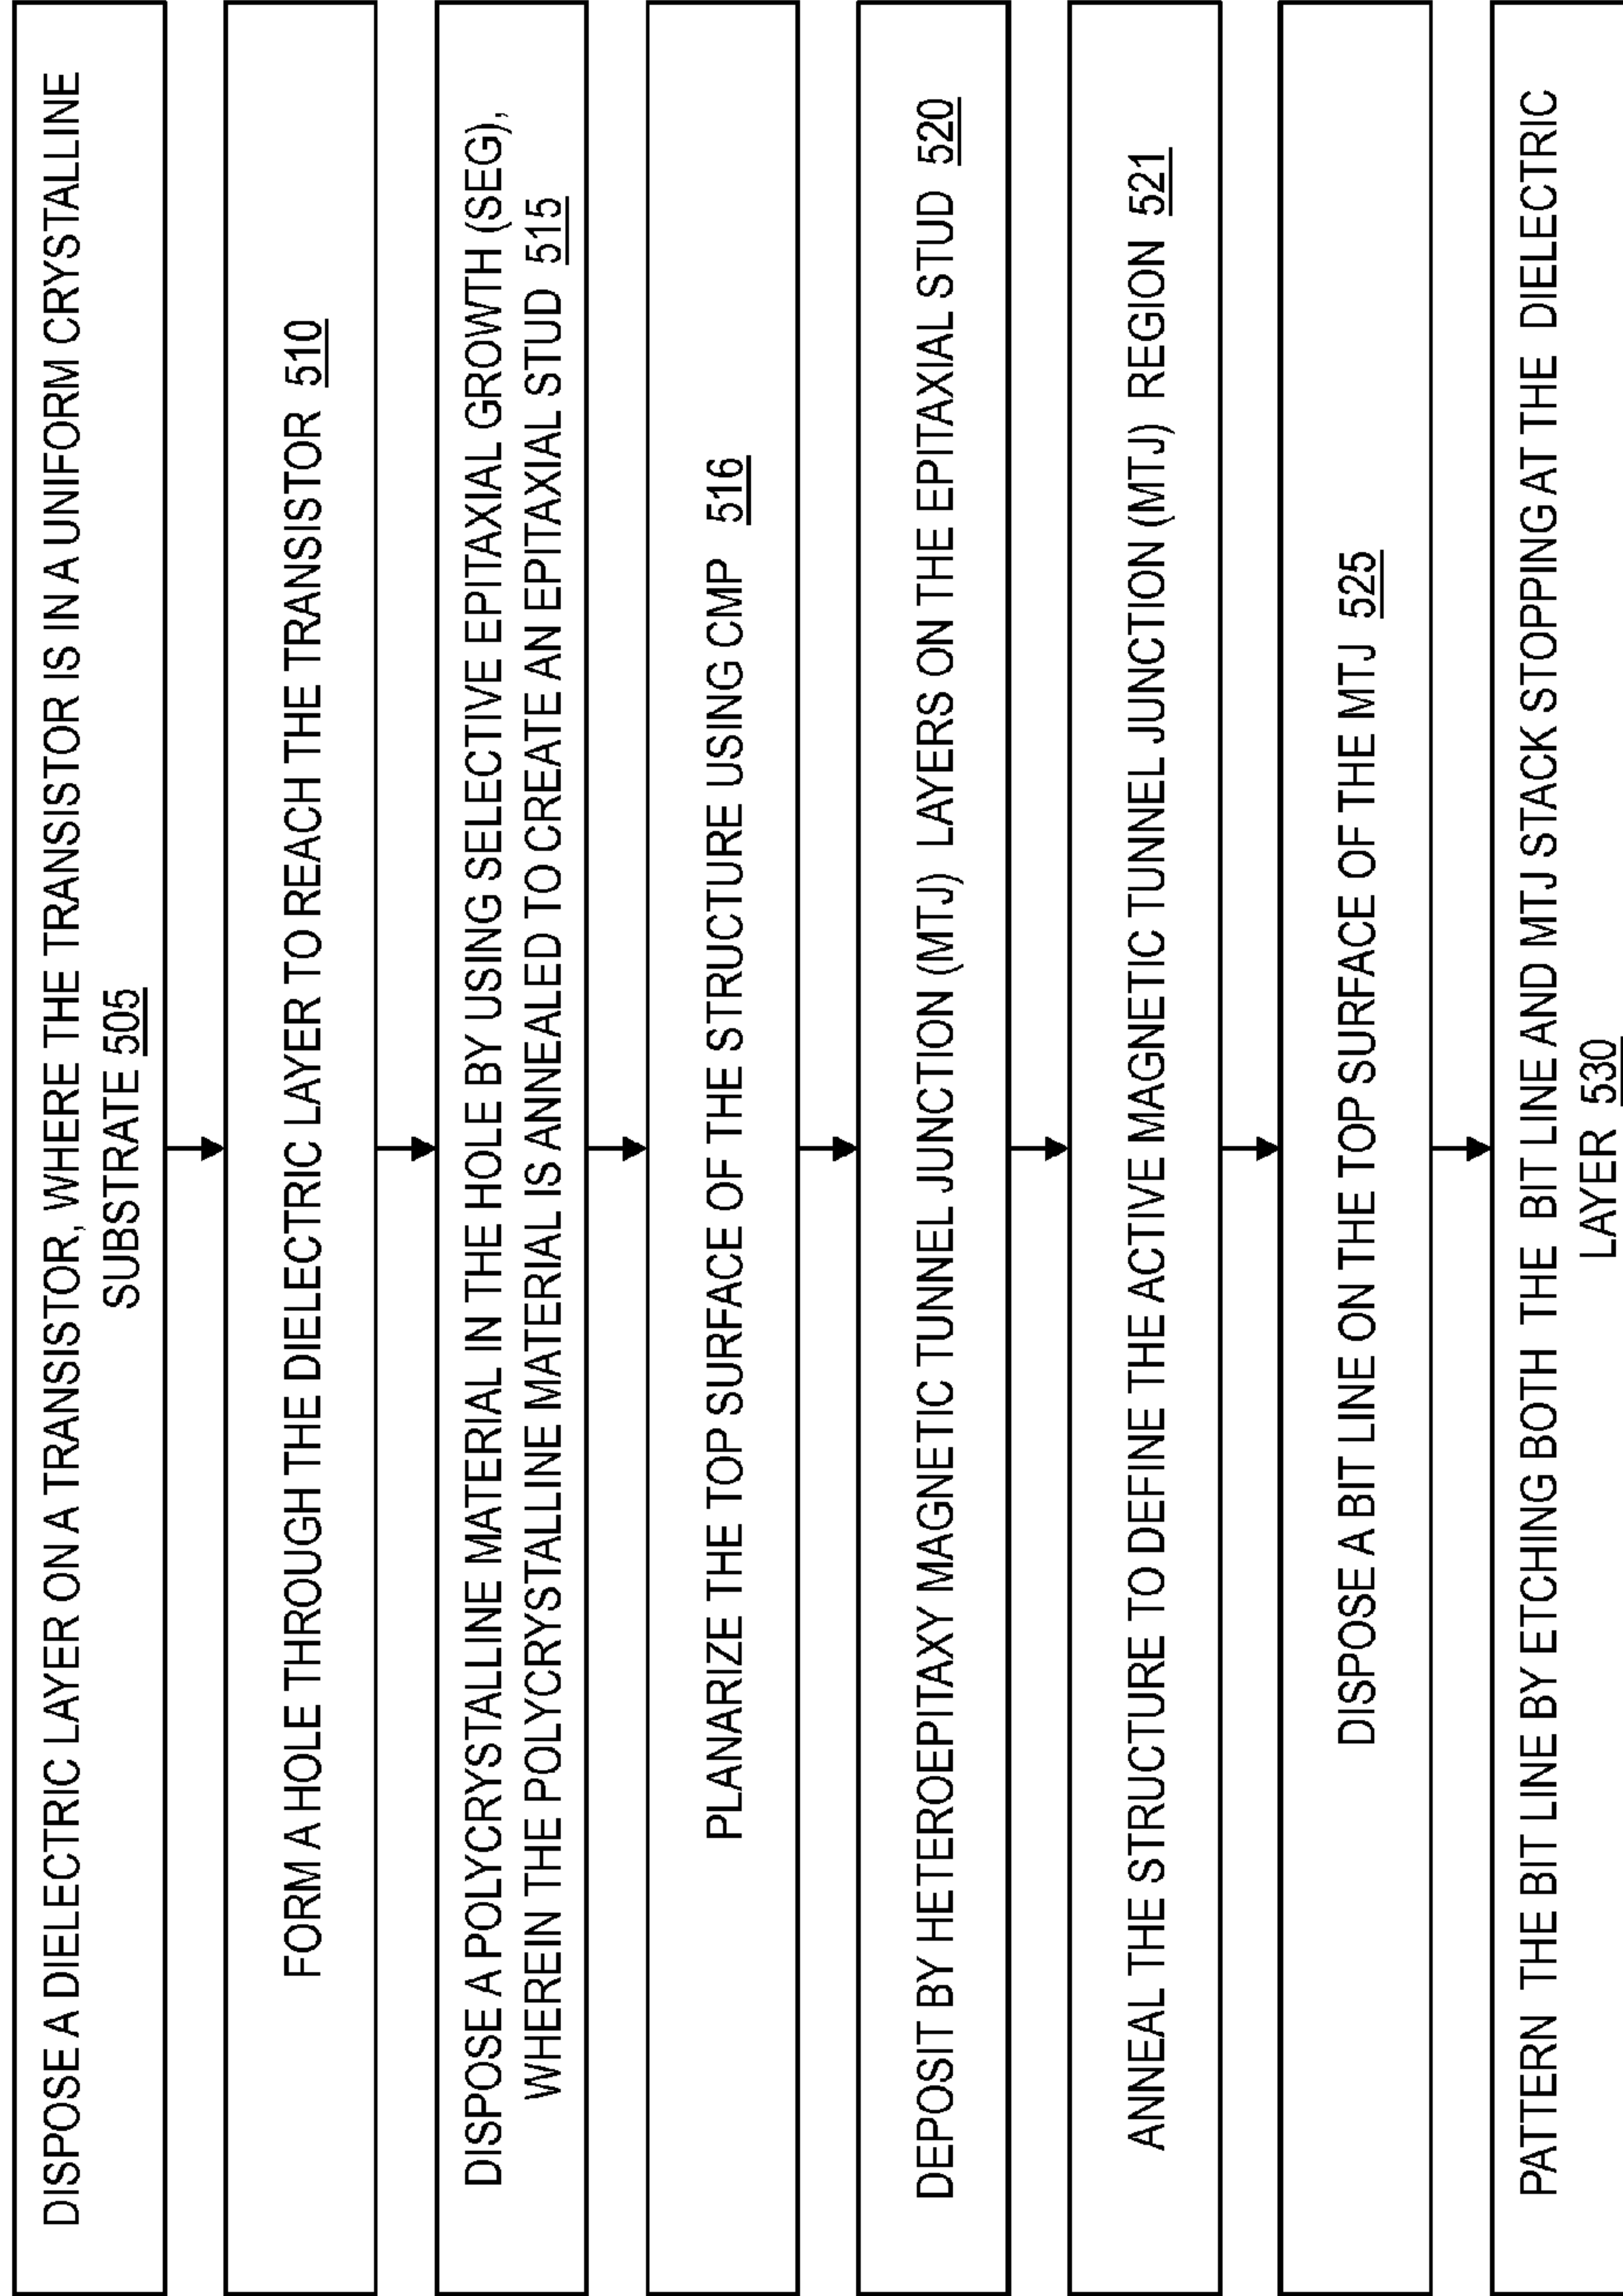 DISPOSE A DIELECTRIC LAYER ON A TRANSISTOR, WHERE THE TRANSISTOR IS IN A UNIFORM CRYSTALLINE
SUBSTRATE 505
FORM A HOLE THROUGH THE DIELECTRIC LAYER TO REACH THE TRANSISTOR 510
DISPOSE A POLYCRYSTALLINE MATERIAL IN THE HOLE BY USING SELECTIVE EPITAXIAL GROWTH (SEG),
WHEREIN THE POLYCRYSTALLINE MATERIAL IS ANNEALED TO CREATE AN EPITAXIAL STUD 515
PLANARIZE THE TOP SURFACE OF THE STRUCTURE USING CMP 516
DEPOSIT BY HETEROEPITAXY MAGNETIC TUNNEL JUNCTION (MTJ) LAYERS ON THE EPITAXIAL STUD 520
ANNEAL THE STRUCTURE TO DEFINE THE ACTIVE MAGNETIC TUNNEL JUNCTION (MTJ) REGION 521
DISPOSE A BIT LINE ON THE TOP SURFACE OF THE MTJ 525
PATTERN THE BIT LINE BY ETCHING BOTH THE BIT LINE AND MTJ STACK STOPPING AT THE DIELECTRIC
LAYER 530